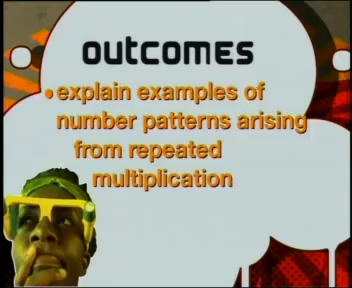 outcomes
• explain examples of
number patterns arising
from repeated
multiplication